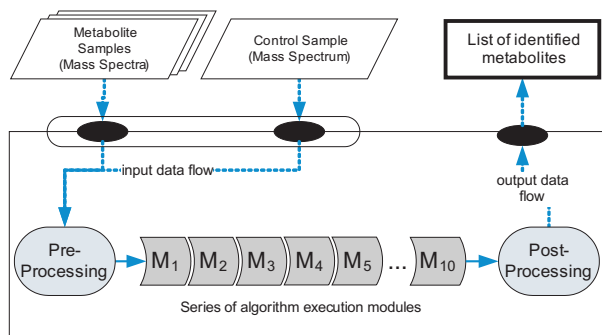 Metabolite
Samples
(Mass Spectra)
Control Sample
(Mass Spectrum)
List of identified
metabolites
input data flow
output data
flow
Pre-
Processing
M1
M2
M3
M4
M5
...
M10
Post-
Processing
Series of algorithm execution modules